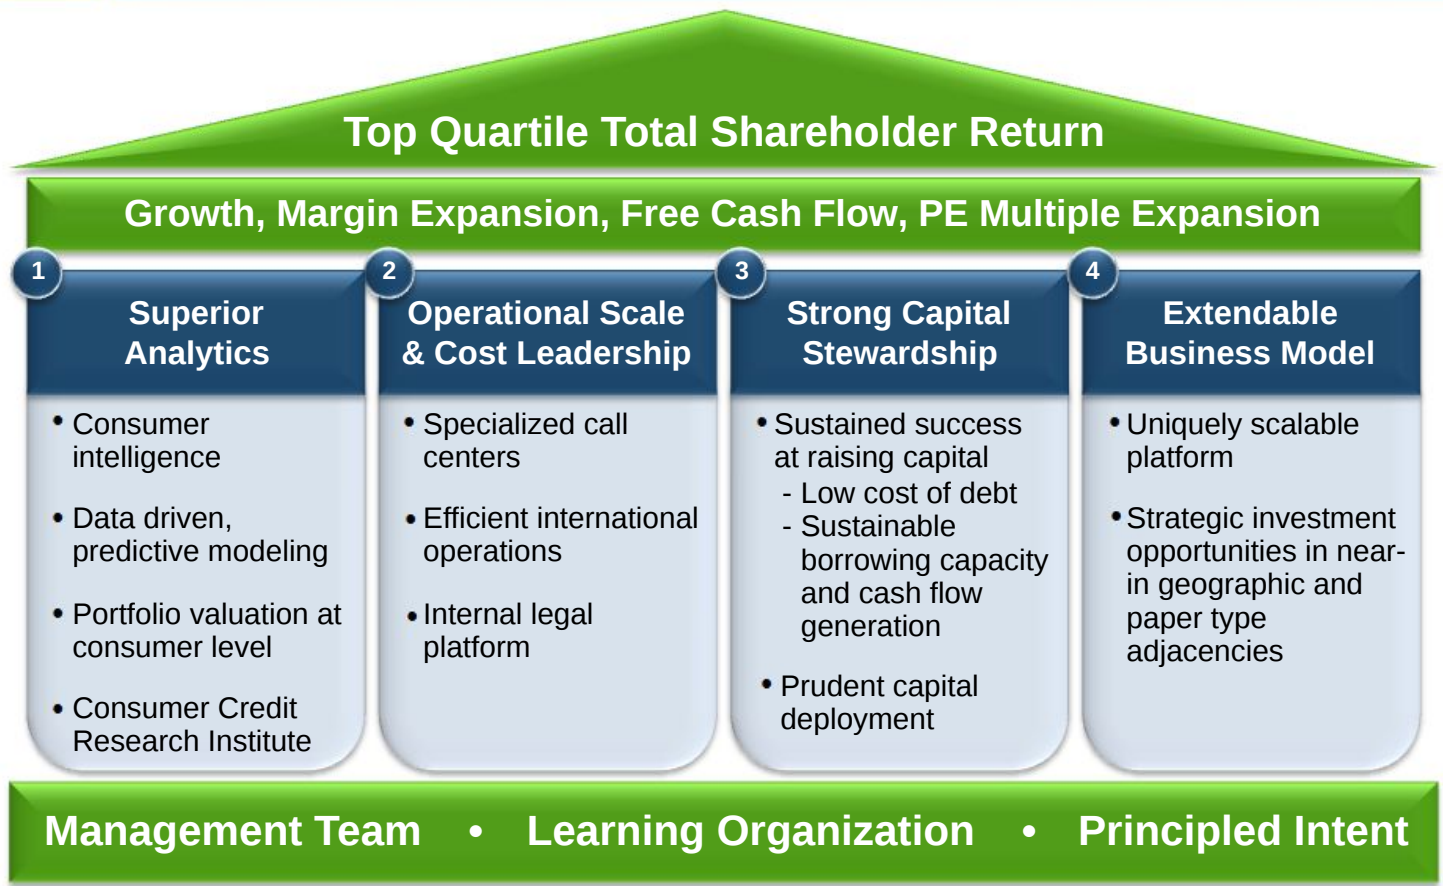 Top Quartile Total Shareholder Return
Growth, Margin Expansion, Free Cash Flow, PE Multiple Expansion
1
Superior
Analytics
• Consumer
intelligence
• Data driven,
predictive modeling
• Portfolio valuation at
consumer level
• Consumer Credit
Research Institute
2
Operational Scale
& Cost Leadership
• Specialized call
centers
• Efficient international
operations
• Internal legal
platform
3
Strong Capital
Stewardship
• Sustained success
at raising capital
- Low cost of debt
- Sustainable
borrowing capacity
and cash flow
generation
• Prudent capital
deployment
4
Extendable
Business Model
• Uniquely scalable
platform
• Strategic investment
opportunities in near-
in geographic and
paper type
adjacencies
Management Team • Learning Organization • Principled Intent